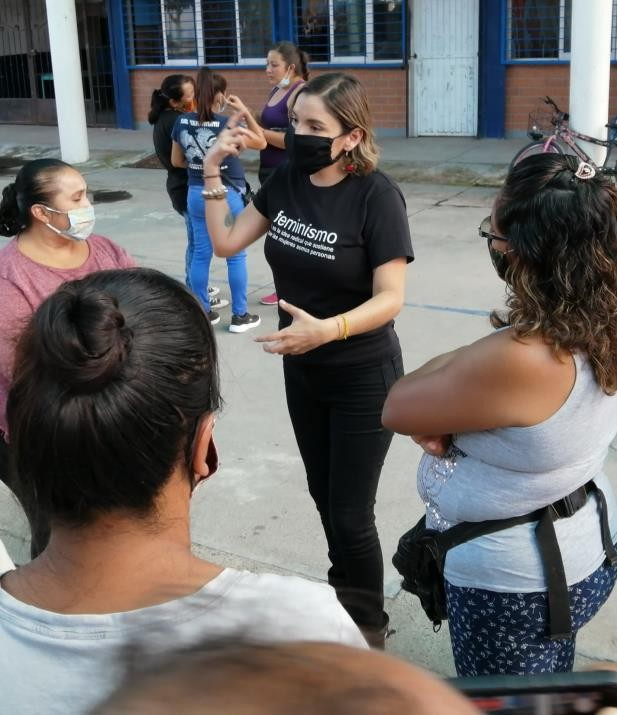 feminismo
es la idea radical que sostiene
que las mujeres somos personas